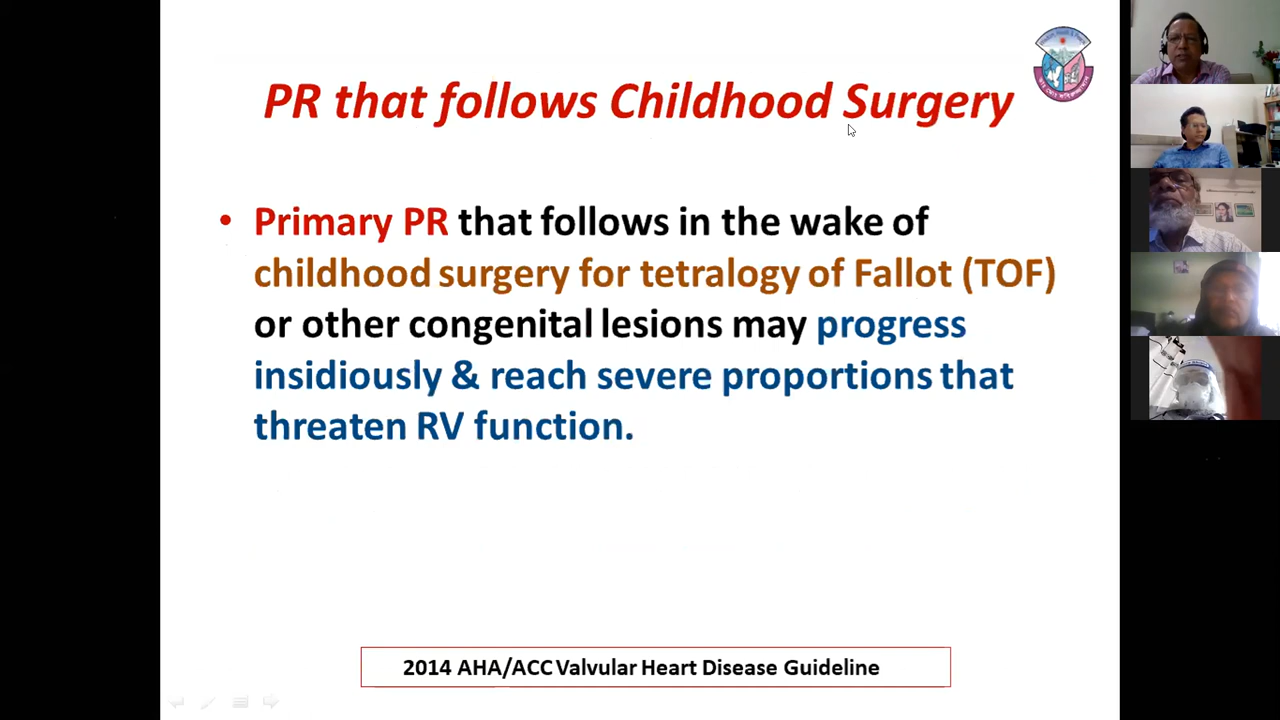 PR that follows Childhood Surgery
• Primary PR that follows in the wake of
childhood surgery for tetralogy of Fallot (TOF)
or other congenital lesions may progress
insidiously & reach severe proportions that
threaten RV function.
2014 AHA/ACC Valvular Heart Disease Guideline